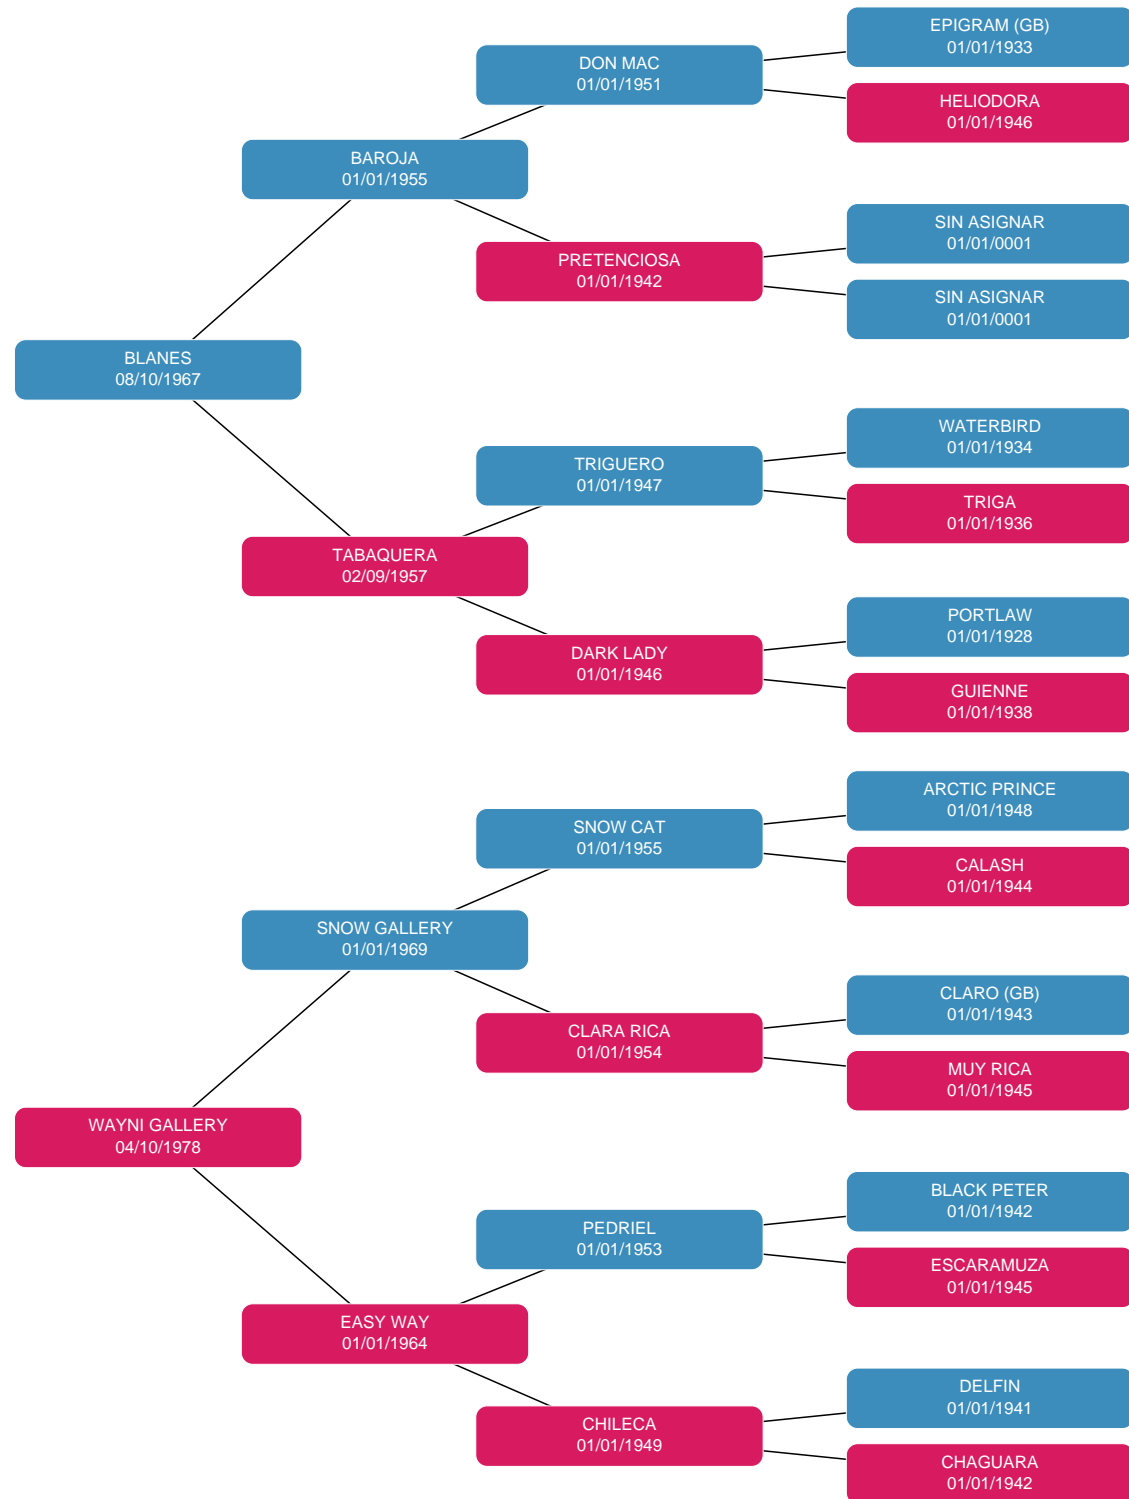 EPIGRAM (GB)
01/01/1933
DON MAC
01/01/1951
HELIODORA
01/01/1946
BAROJA
01/01/1955
SIN ASIGNAR
01/01/0001
PRETENCIOSA
01/01/1942
SIN ASIGNAR
01/01/0001
BLANES
08/10/1967
WATERBIRD
01/01/1934
TRIGUERO
01/01/1947
TRIGA
01/01/1936
TABAQUERA
02/09/1957
PORTLAW
01/01/1928
DARK LADY
01/01/1946
GUIENNE
01/01/1938
ARCTIC PRINCE
01/01/1948
SNOW CAT
01/01/1955
CALASH
01/01/1944
SNOW GALLERY
01/01/1969
CLARO (GB)
01/01/1943
CLARA RICA
01/01/1954
MUY RICA
01/01/1945
WAYNI GALLERY
04/10/1978
BLACK PETER
01/01/1942
PEDRIEL
01/01/1953
ESCARAMUZA
01/01/1945
EASY WAY
01/01/1964
DELFIN
01/01/1941
CHILECA
01/01/1949
CHAGUARA
01/01/1942